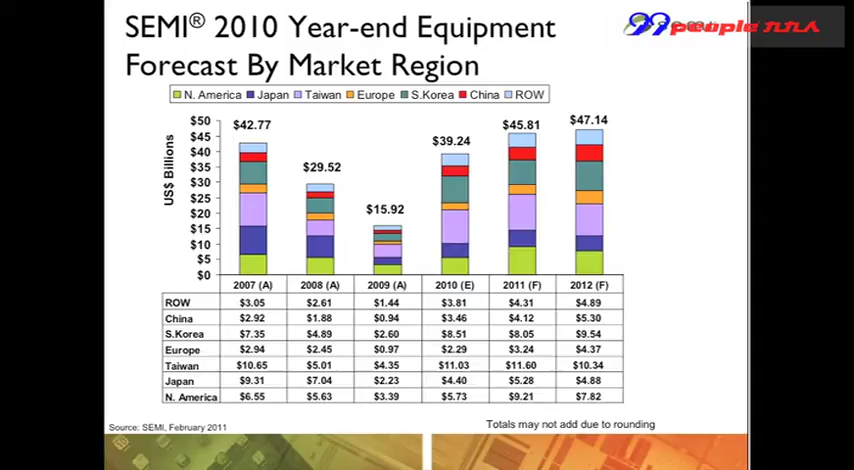 SEMI® 2010 Year-end Equipment
Forecast By Market Region
99people ㅊㅊㅅ
N. America Japan Taiwan Europe S.Korea China ROW
US$ Billions
$50
$45
$40
$35
$30
$25
$20
$15
$10
$5
$0
$42.77
$29.52
$15.92
$39.24
$45.81
$47.14
2007 (A) 2008 (A) 2009 (A) 2010 (E) 2011 (F) 2012 (F)
ROW $3.05 $2.61 $1.44 $3.81 $4.31 $4.89
China $2.92 $1.88 $0.94 $3.46 $4.12 $5.30
S.Korea $7.35 $4.89 $2.60 $8.51 $8.05 $9.54
Europe $2.94 $2.45 $0.97 $2.29 $3.24 $4.37
Taiwan $10.65 $5.01 $4.35 $11.03 $11.60 $10.34
Japan $9.31 $7.04 $2.23 $4.40 $5.28 $4.88
N. America $6.55 $5.63 $3.39 $5.73 $9.21 $7.82
Source: SEMI, February 2011
Totals may not add due to rounding